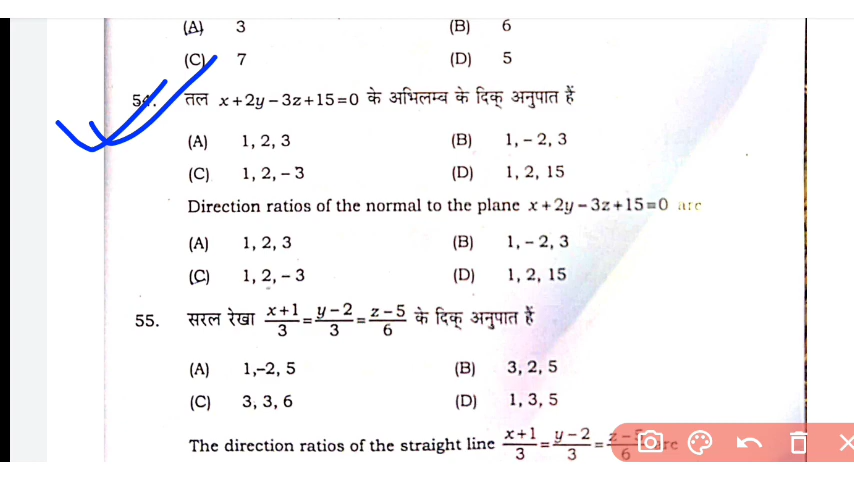 (A) 3 (B) 6
(C) 7 (D) 5
54. तल x+2y−3z+15=0 के अभिलम्ब के दिक् अनुपात हैं
(A) 1, 2, 3 (B) 1, −2, 3
(C) 1, 2, −3 (D) 1, 2, 15
Direction ratios of the normal to the plane x+2y−3z+15=0 are
(A) 1, 2, 3 (B) 1, −2, 3
(C) 1, 2, −3 (D) 1, 2, 15
55. सरल रेखा x+1/3 = y−2/3 = z−5/6 के दिक् अनुपात हैं
(A) 1,−2, 5 (B) 3, 2, 5
(C) 3, 3, 6 (D) 1, 3, 5
The direction ratios of the straight line x+1/3 = y−2/3 = z−5/6 are